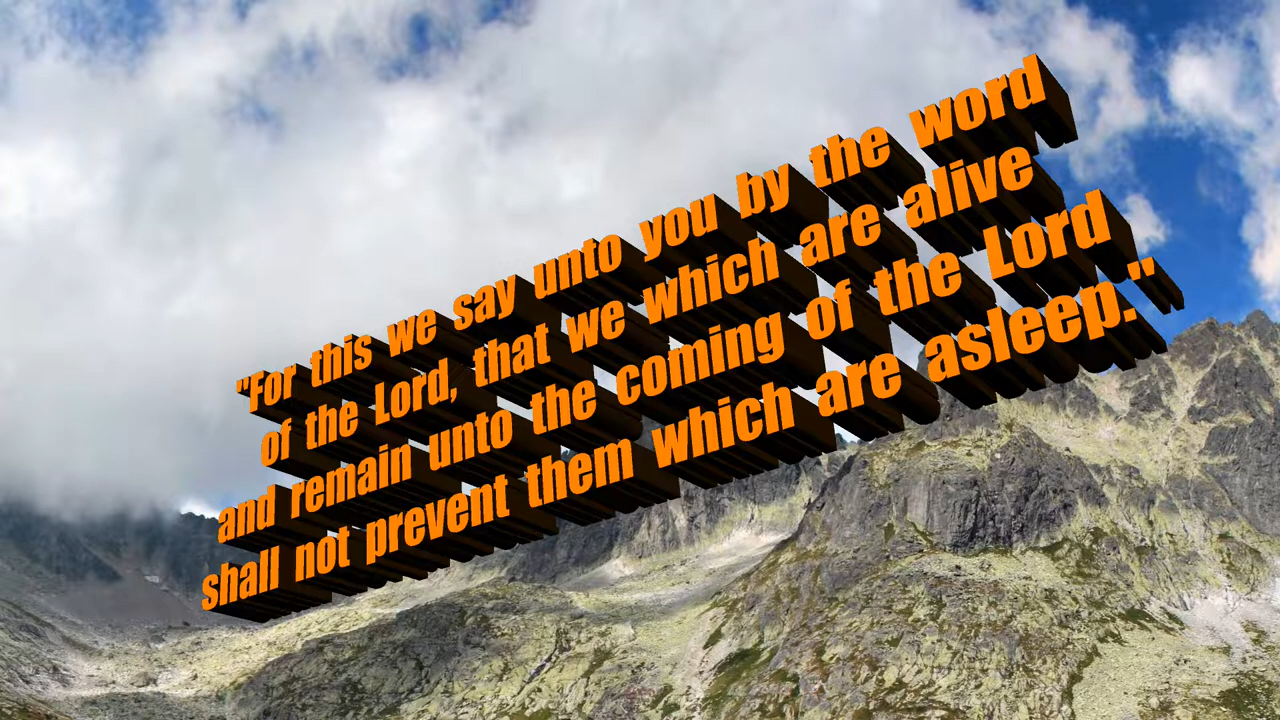 "For this we say unto you by the word
of the Lord, that we which are alive
and remain unto the coming of the Lord
shall not prevent them which are asleep."